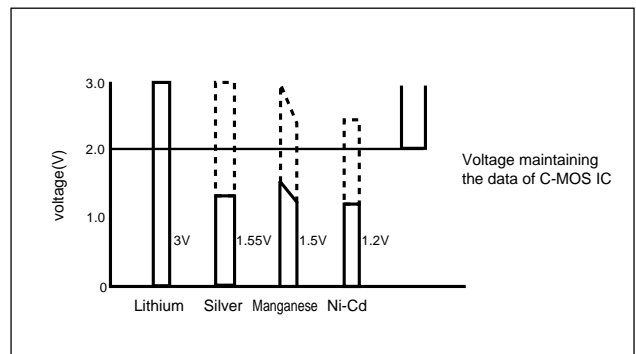 3.0
2.0
1.0
0
voltage(V)
3V
1.55V
1.5V
1.2V
Lithium
Silver
Manganese
Ni-Cd
Voltage maintaining
the data of C-MOS IC